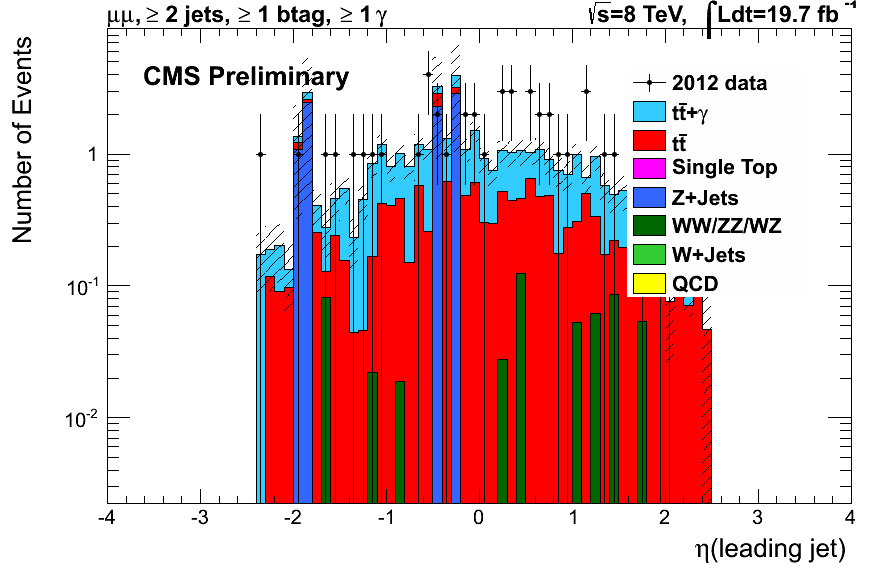 μμ, ≥ 2 jets, ≥ 1 btag, ≥ 1 γ
√s=8 TeV, ∫Ldt=19.7 fb⁻¹
CMS Preliminary
2012 data
tt̄+γ
tt̄
Single Top
Z+Jets
WW/ZZ/WZ
W+Jets
QCD
Number of Events
1
10⁻¹
10⁻²
-4 -3 -2 -1 0 1 2 3 4
η(leading jet)